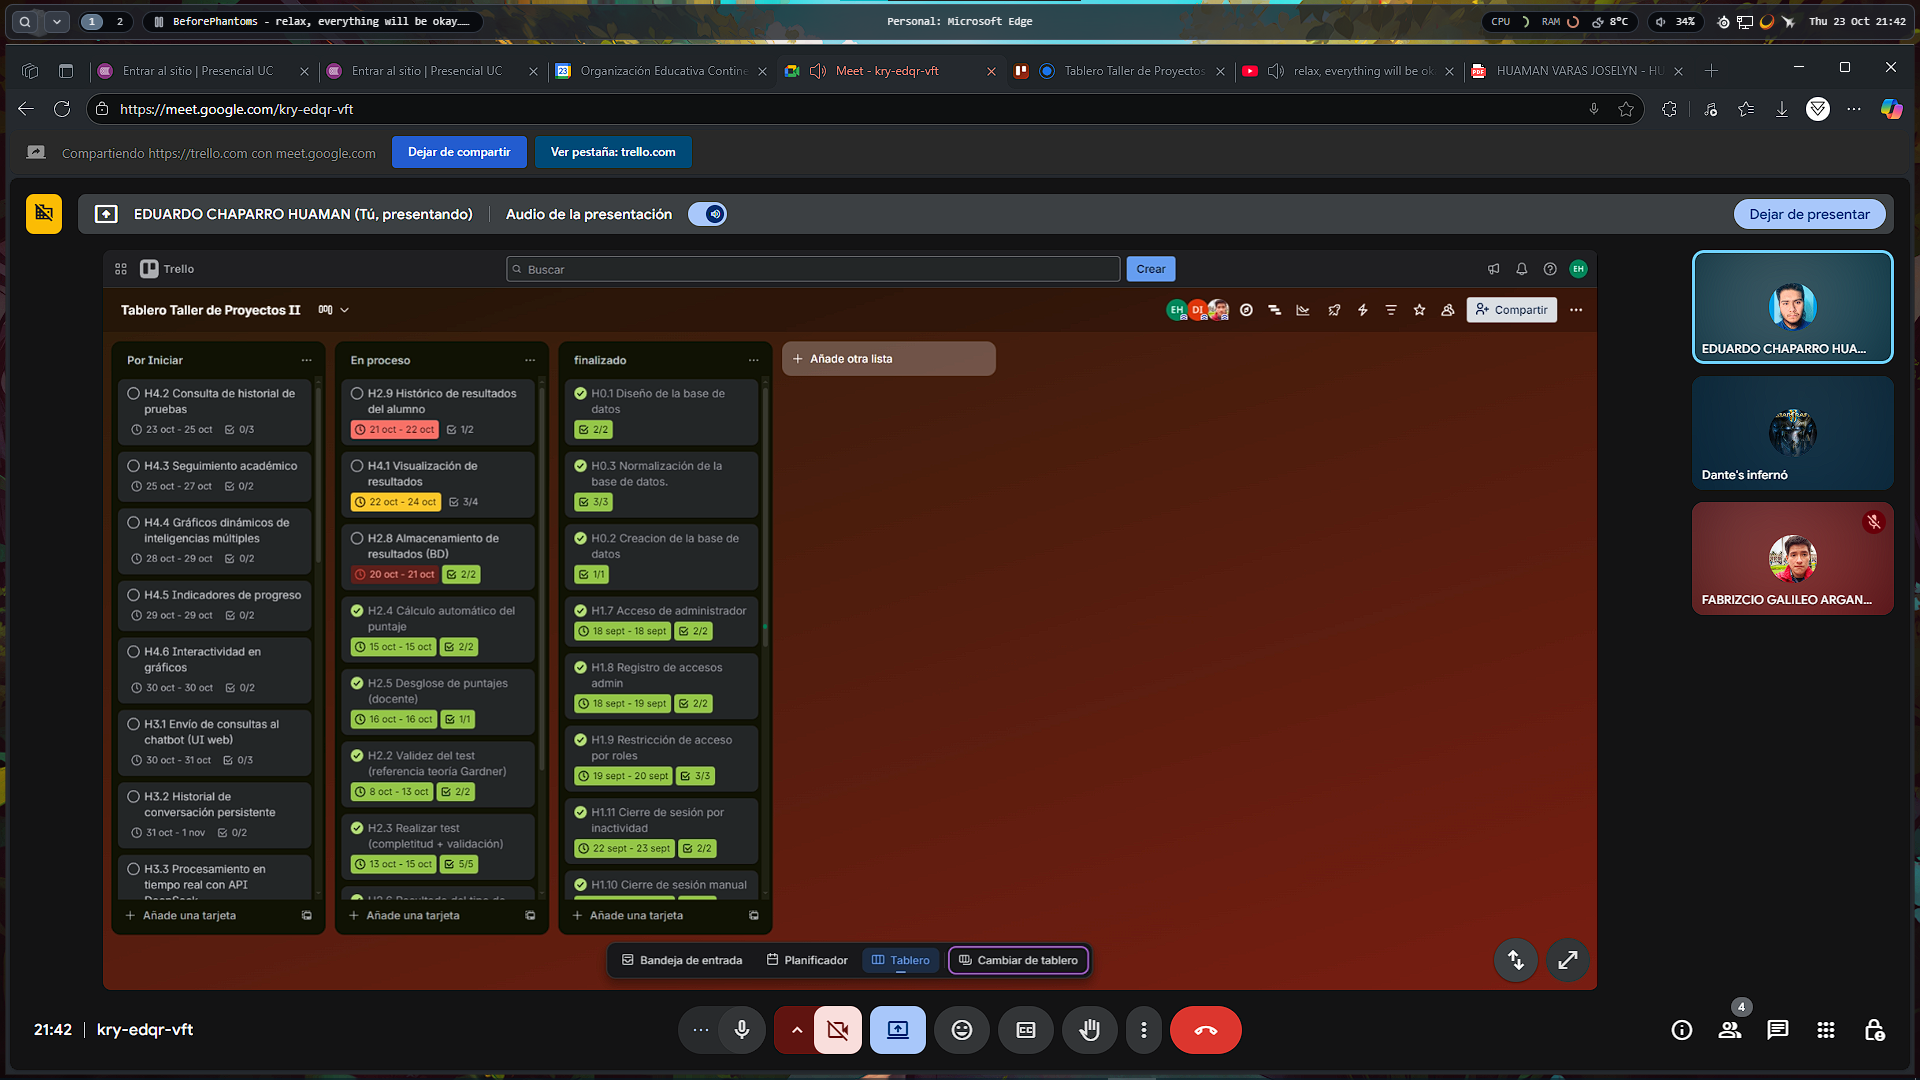 1 2
BeforePhantoms - relax, everything will be okay……
Personal: Microsoft Edge
CPU RAM 8°C 34% Thu 23 Oct 21:42
Entrar al sitio | Presencial UC
Entrar al sitio | Presencial UC
Organización Educativa Contine
Meet - kry-edqr-vft
Tablero Taller de Proyectos
relax, everything will be ok
HUAMAN VARAS JOSELYN - HU
https://meet.google.com/kry-edqr-vft
Compartiendo https://trello.com con meet.google.com
Dejar de compartir
Ver pestaña: trello.com
EDUARDO CHAPARRO HUAMAN (Tú, presentando)
Audio de la presentación
Dejar de presentar
Trello
Buscar
Crear
EH
Tablero Taller de Proyectos II
EH DI
Compartir
Por Iniciar
H4.2 Consulta de historial de
pruebas
23 oct - 25 oct 0/3
H4.3 Seguimiento académico
25 oct - 27 oct 0/2
H4.4 Gráficos dinámicos de
inteligencias múltiples
28 oct - 29 oct 0/2
H4.5 Indicadores de progreso
29 oct - 29 oct 0/2
H4.6 Interactividad en
gráficos
30 oct - 30 oct 0/2
H3.1 Envío de consultas al
chatbot (UI web)
30 oct - 31 oct 0/3
H3.2 Historial de
conversación persistente
31 oct - 1 nov 0/2
H3.3 Procesamiento en
tiempo real con API
DeepSeek
Añade una tarjeta
En proceso
H2.9 Histórico de resultados
del alumno
21 oct - 22 oct 1/2
H4.1 Visualización de
resultados
22 oct - 24 oct 3/4
H2.8 Almacenamiento de
resultados (BD)
20 oct - 21 oct 2/2
H2.4 Cálculo automático del
puntaje
15 oct - 15 oct 2/2
H2.5 Desglose de puntajes
(docente)
16 oct - 16 oct 1/1
H2.2 Validez del test
(referencia teoría Gardner)
8 oct - 13 oct 2/2
H2.3 Realizar test
(completitud + validación)
13 oct - 15 oct 5/5
H2.6 Resultado del tipo de
Añade una tarjeta
finalizado
H0.1 Diseño de la base de
datos
2/2
H0.3 Normalización de la
base de datos.
3/3
H0.2 Creacion de la base de
datos
1/1
H1.7 Acceso de administrador
18 sept - 18 sept 2/2
H1.8 Registro de accesos
admin
18 sept - 19 sept 2/2
H1.9 Restricción de acceso
por roles
19 sept - 20 sept 3/3
H1.11 Cierre de sesión por
inactividad
22 sept - 23 sept 2/2
H1.10 Cierre de sesión manual
Añade una tarjeta
Añade otra lista
Bandeja de entrada
Planificador
Tablero
Cambiar de tablero
EDUARDO CHAPARRO HUA...
Dante's infernó
FABRIZCIO GALILEO ARGAN...
21:42 kry-edqr-vft
4